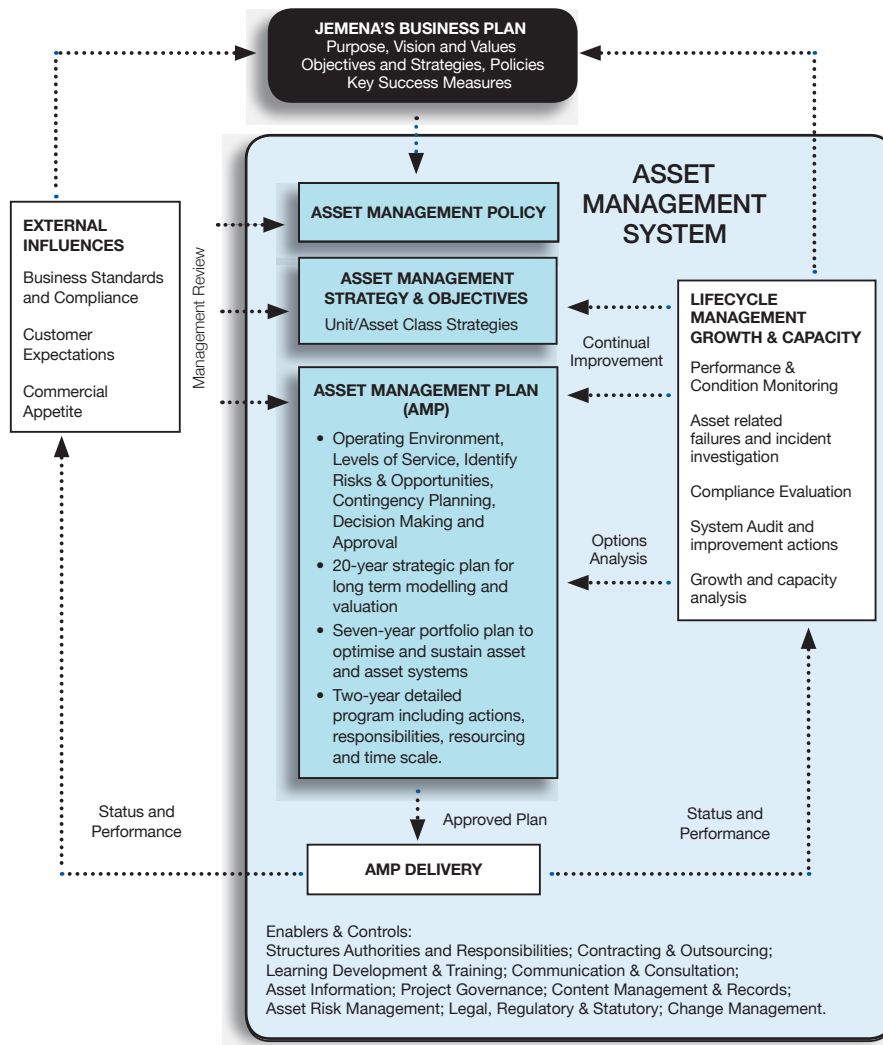 JEMENA'S BUSINESS PLAN
Purpose, Vision and Values
Objectives and Strategies, Policies
Key Success Measures
ASSET
MANAGEMENT
SYSTEM
EXTERNAL
INFLUENCES
Business Standards
and Compliance
Customer
Expectations
Commercial
Appetite
Management Review
ASSET MANAGEMENT POLICY
ASSET MANAGEMENT
STRATEGY & OBJECTIVES
Unit/Asset Class Strategies
ASSET MANAGEMENT PLAN
(AMP)
• Operating Environment,
Levels of Service, Identify
Risks & Opportunities,
Contingency Planning,
Decision Making and
Approval
• 20-year strategic plan for
long term modelling and
valuation
• Seven-year portfolio plan to
optimise and sustain asset
and asset systems
• Two-year detailed
program including actions,
responsibilities, resourcing
and time scale.
Continual
Improvement
Options
Analysis
LIFECYCLE
MANAGEMENT
GROWTH & CAPACITY
Performance &
Condition Monitoring
Asset related
failures and incident
investigation
Compliance Evaluation
System Audit and
improvement actions
Growth and capacity
analysis
Status and
Performance
Approved Plan
Status and
Performance
AMP DELIVERY
Enablers & Controls:
Structures Authorities and Responsibilities; Contracting & Outsourcing;
Learning Development & Training; Communication & Consultation;
Asset Information; Project Governance; Content Management & Records;
Asset Risk Management; Legal, Regulatory & Statutory; Change Management.